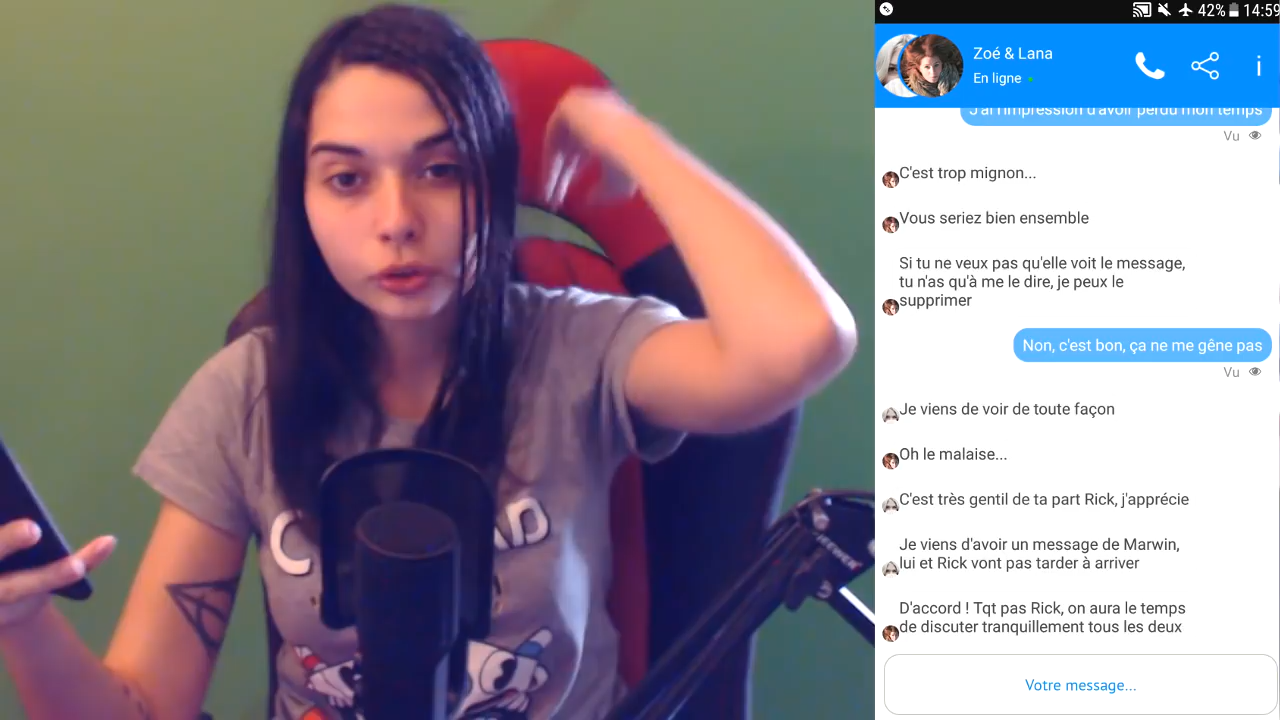 42% 14:59
Zoé & Lana
En ligne
J'ai l'impression d'avoir perdu mon temps
Vu
C'est trop mignon...
Vous seriez bien ensemble
Si tu ne veux pas qu'elle voit le message,
tu n'as qu'à me le dire, je peux le
supprimer
Non, c'est bon, ça ne me gêne pas
Vu
Je viens de voir de toute façon
Oh le malaise...
C'est très gentil de ta part Rick, j'apprécie
Je viens d'avoir un message de Marwin,
lui et Rick vont pas tarder à arriver
D'accord ! Tqt pas Rick, on aura le temps
de discuter tranquillement tous les deux
Votre message...